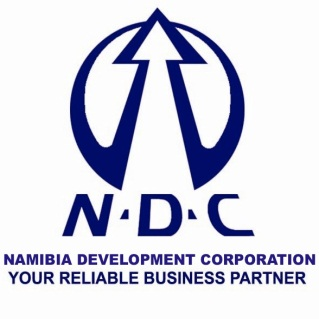 N·D·C
NAMIBIA DEVELOPMENT CORPORATION
YOUR RELIABLE BUSINESS PARTNER